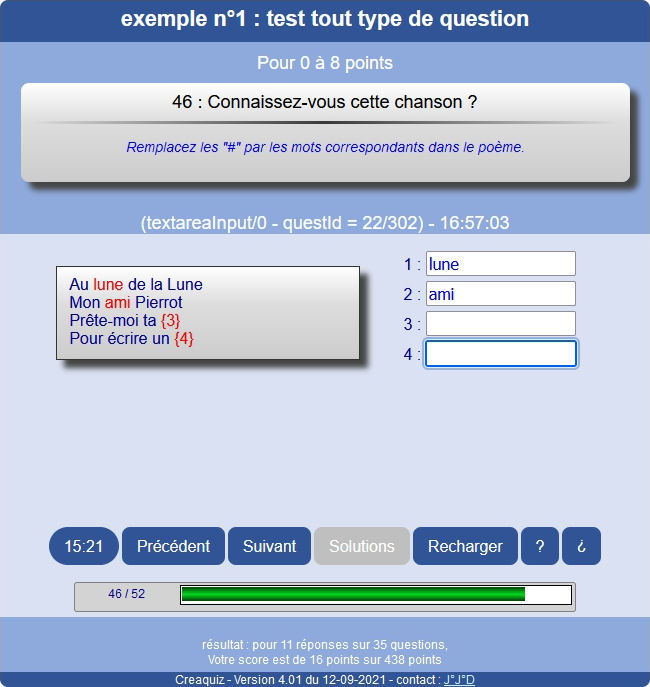 exemple n°1 : test tout type de question
Pour 0 à 8 points
46 : Connaissez-vous cette chanson ?
Remplacez les "#" par les mots correspondants dans le poème.
(textareaInput/0 - questId = 22/302) - 16:57:03
Au lune de la Lune
Mon ami Pierrot
Prête-moi ta {3}
Pour écrire un {4}
1 : lune
2 : ami
3 :
4 :
15:21 Précédent Suivant Solutions Recharger ? ¿
46 / 52
résultat : pour 11 réponses sur 35 questions,
Votre score est de 16 points sur 438 points
Creaquiz - Version 4.01 du 12-09-2021 - contact : J°J°D